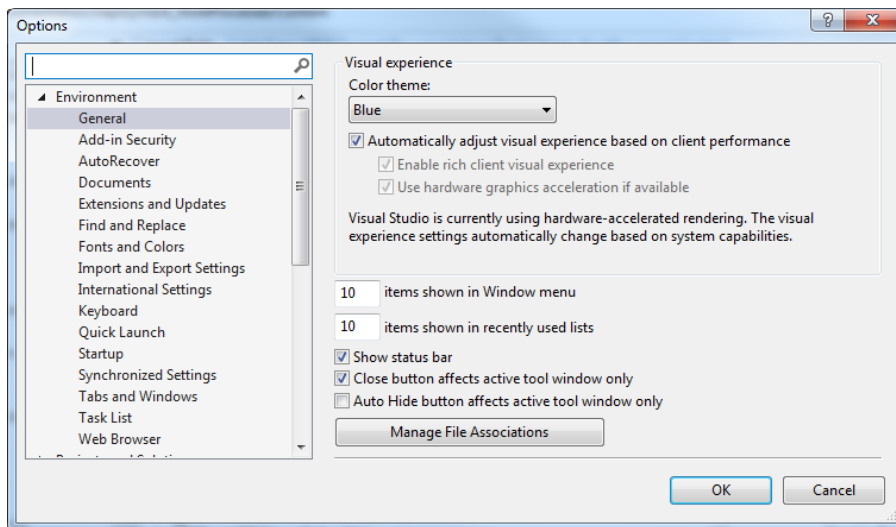 Options
Environment
General
Add-in Security
AutoRecover
Documents
Extensions and Updates
Find and Replace
Fonts and Colors
Import and Export Settings
International Settings
Keyboard
Quick Launch
Startup
Synchronized Settings
Tabs and Windows
Task List
Web Browser
Visual experience
Color theme:
Blue
Automatically adjust visual experience based on client performance
Enable rich client visual experience
Use hardware graphics acceleration if available
Visual Studio is currently using hardware-accelerated rendering. The visual
experience settings automatically change based on system capabilities.
10 items shown in Window menu
10 items shown in recently used lists
Show status bar
Close button affects active tool window only
Auto Hide button affects active tool window only
Manage File Associations
OK
Cancel